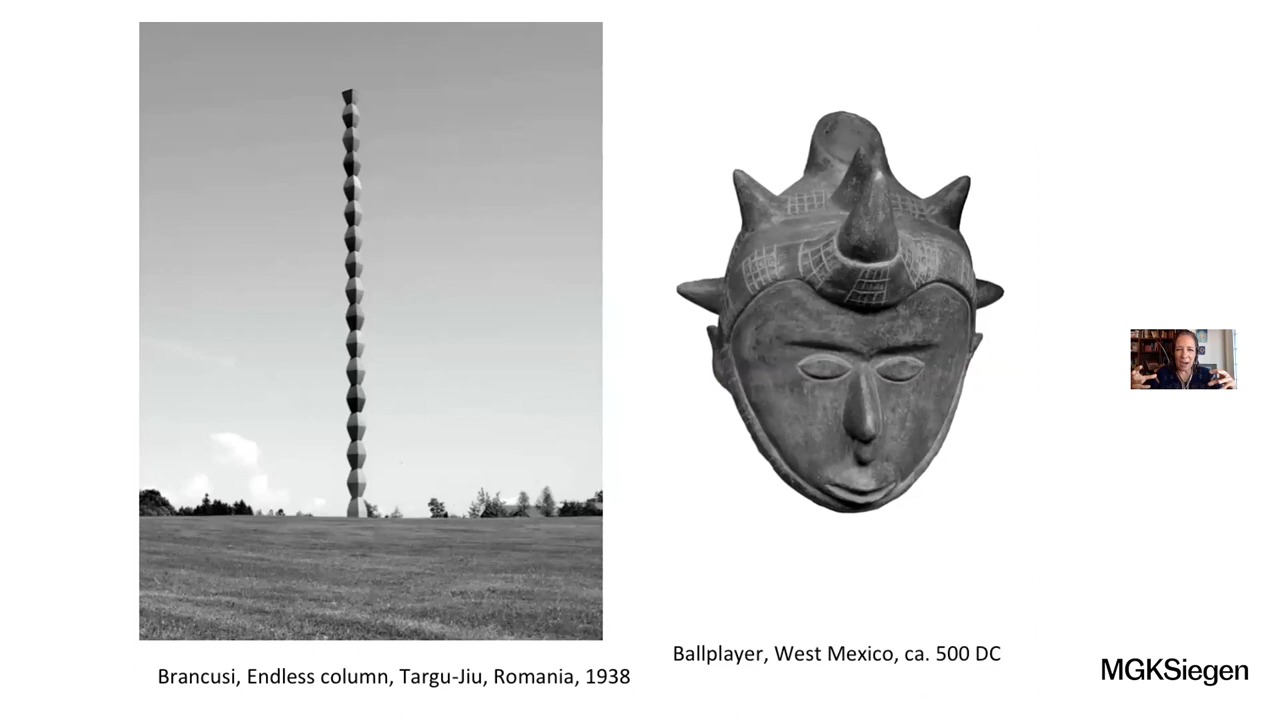 Brancusi, Endless column, Targu-Jiu, Romania, 1938
Ballplayer, West Mexico, ca. 500 DC
MGKSiegen